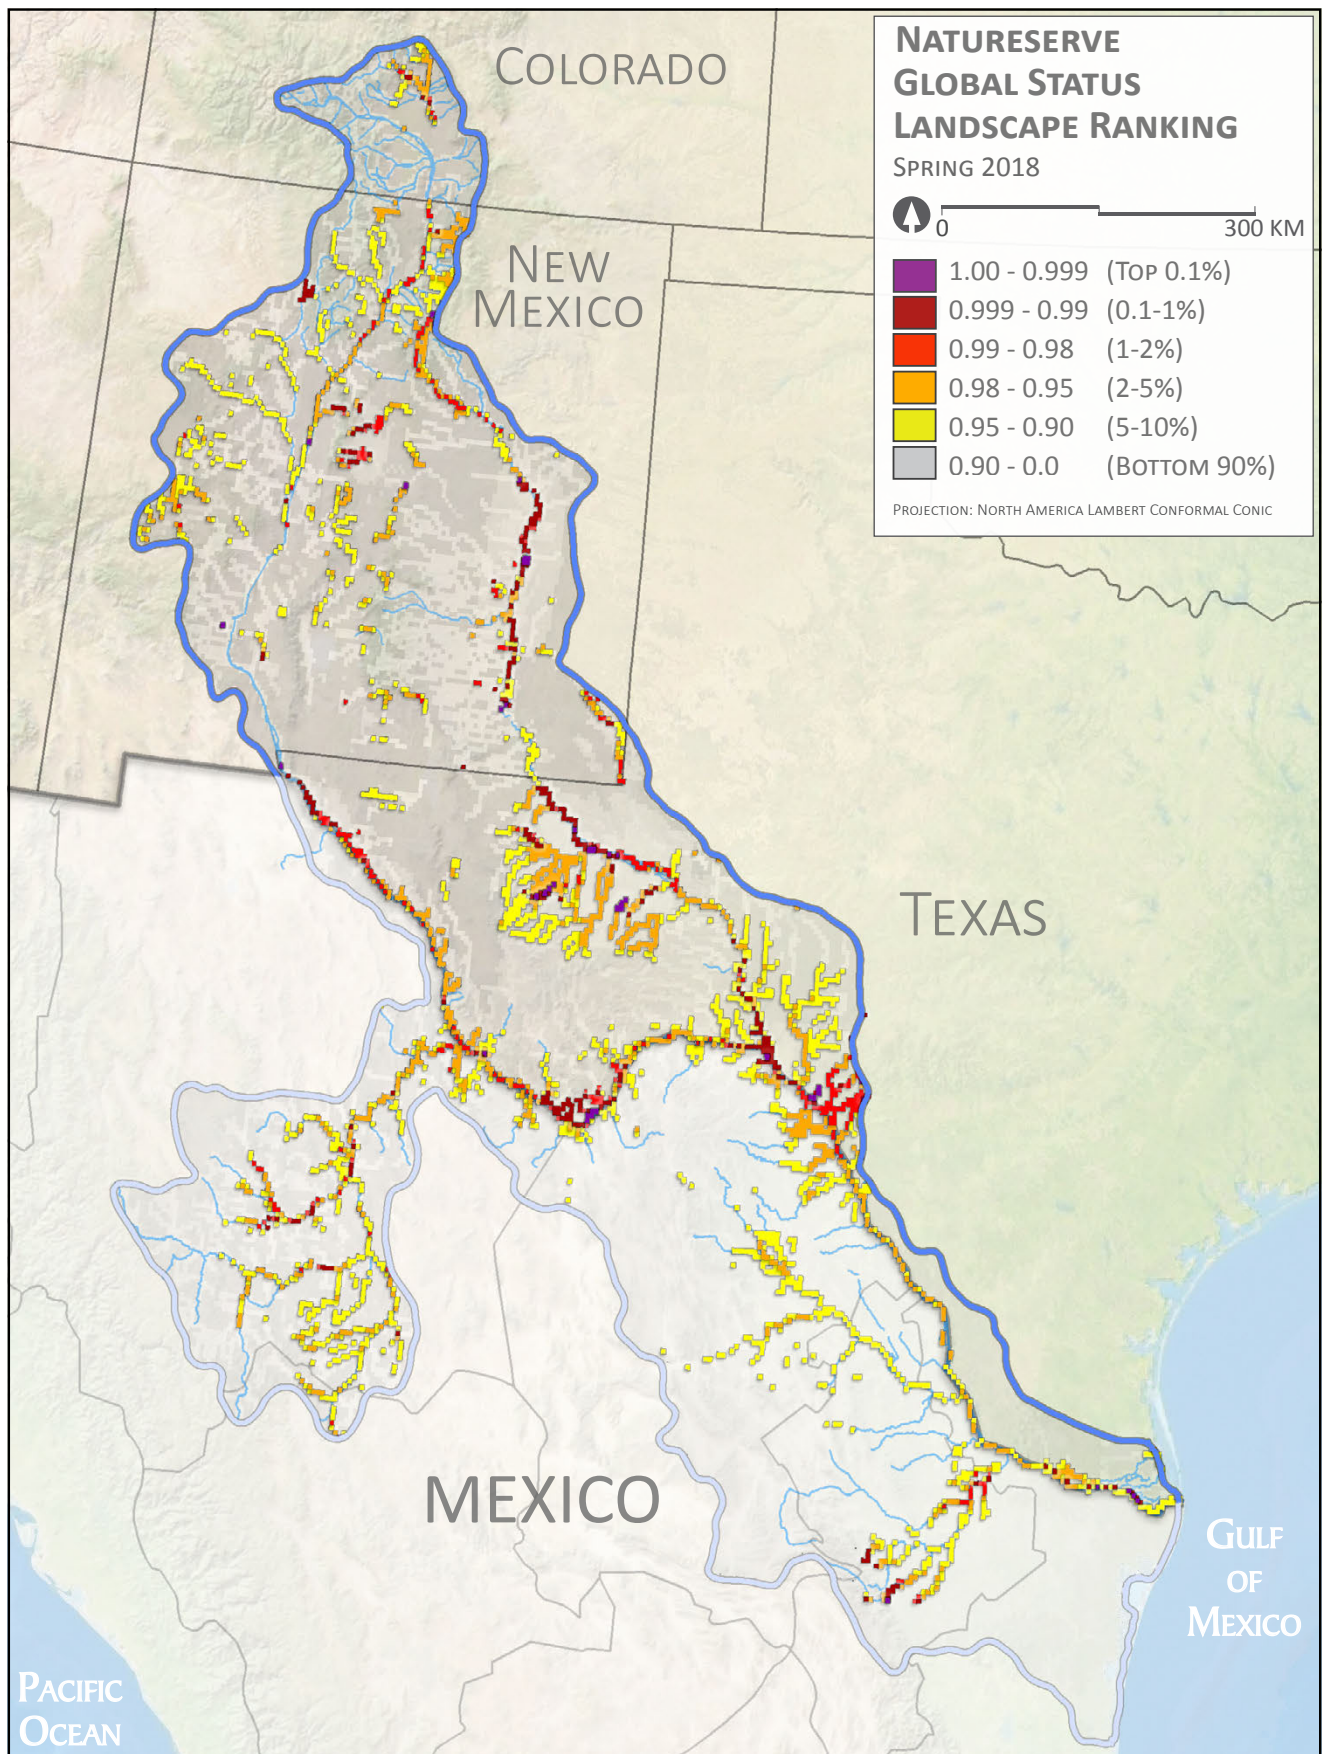 COLORADO
NATURESERVE
GLOBAL STATUS
LANDSCAPE RANKING
SPRING 2018
0 300 KM
1.00 - 0.999 (TOP 0.1%)
0.999 - 0.99 (0.1-1%)
0.99 - 0.98 (1-2%)
0.98 - 0.95 (2-5%)
0.95 - 0.90 (5-10%)
0.90 - 0.0 (BOTTOM 90%)
PROJECTION: NORTH AMERICA LAMBERT CONFORMAL CONIC
NEW
MEXICO
TEXAS
MEXICO
GULF
OF
MEXICO
PACIFIC
OCEAN